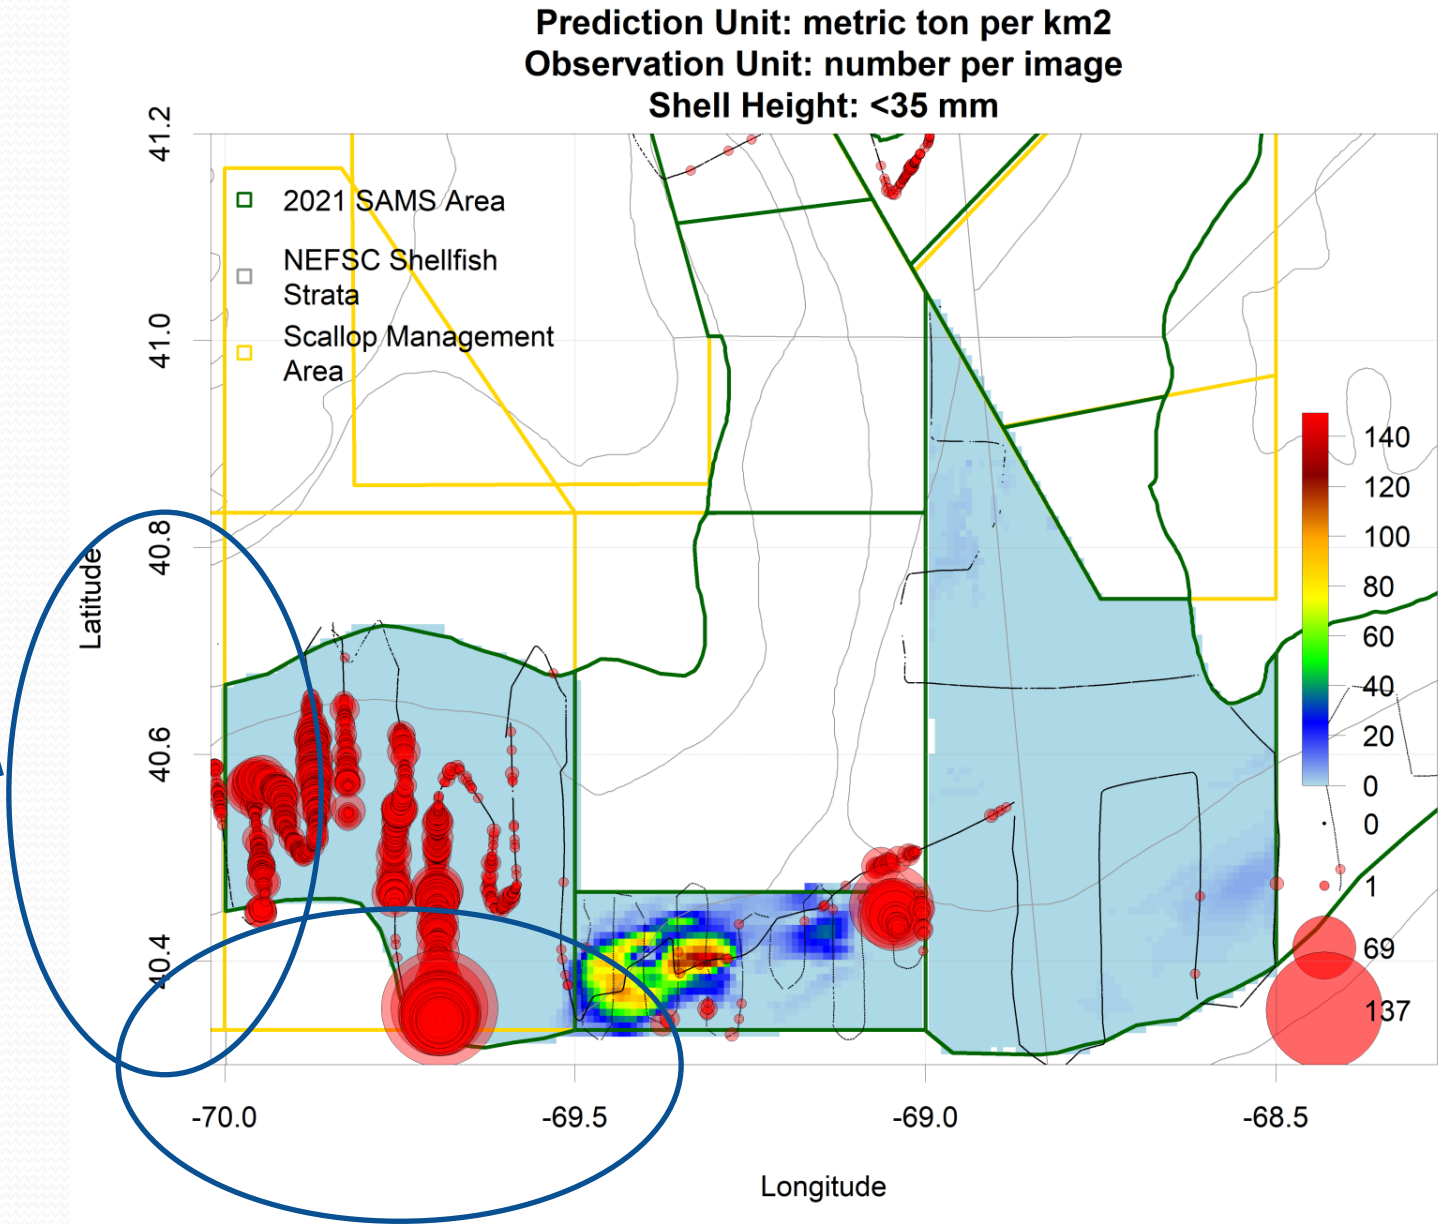 Prediction Unit: metric ton per km2
Observation Unit: number per image
Shell Height: <35 mm
2021 SAMS Area
NEFSC Shellfish
Strata
Scallop Management
Area
41.2
41.0
40.8
40.6
40.4
Latitude
-70.0
-69.5
-69.0
-68.5
Longitude
140
120
100
80
60
40
20
0
0
1
69
137